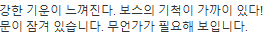 강한 기운이 느껴진다. 보스의 기척이 가까이 있다!
문이 잠겨 있습니다. 무언가가 필요해 보입니다.